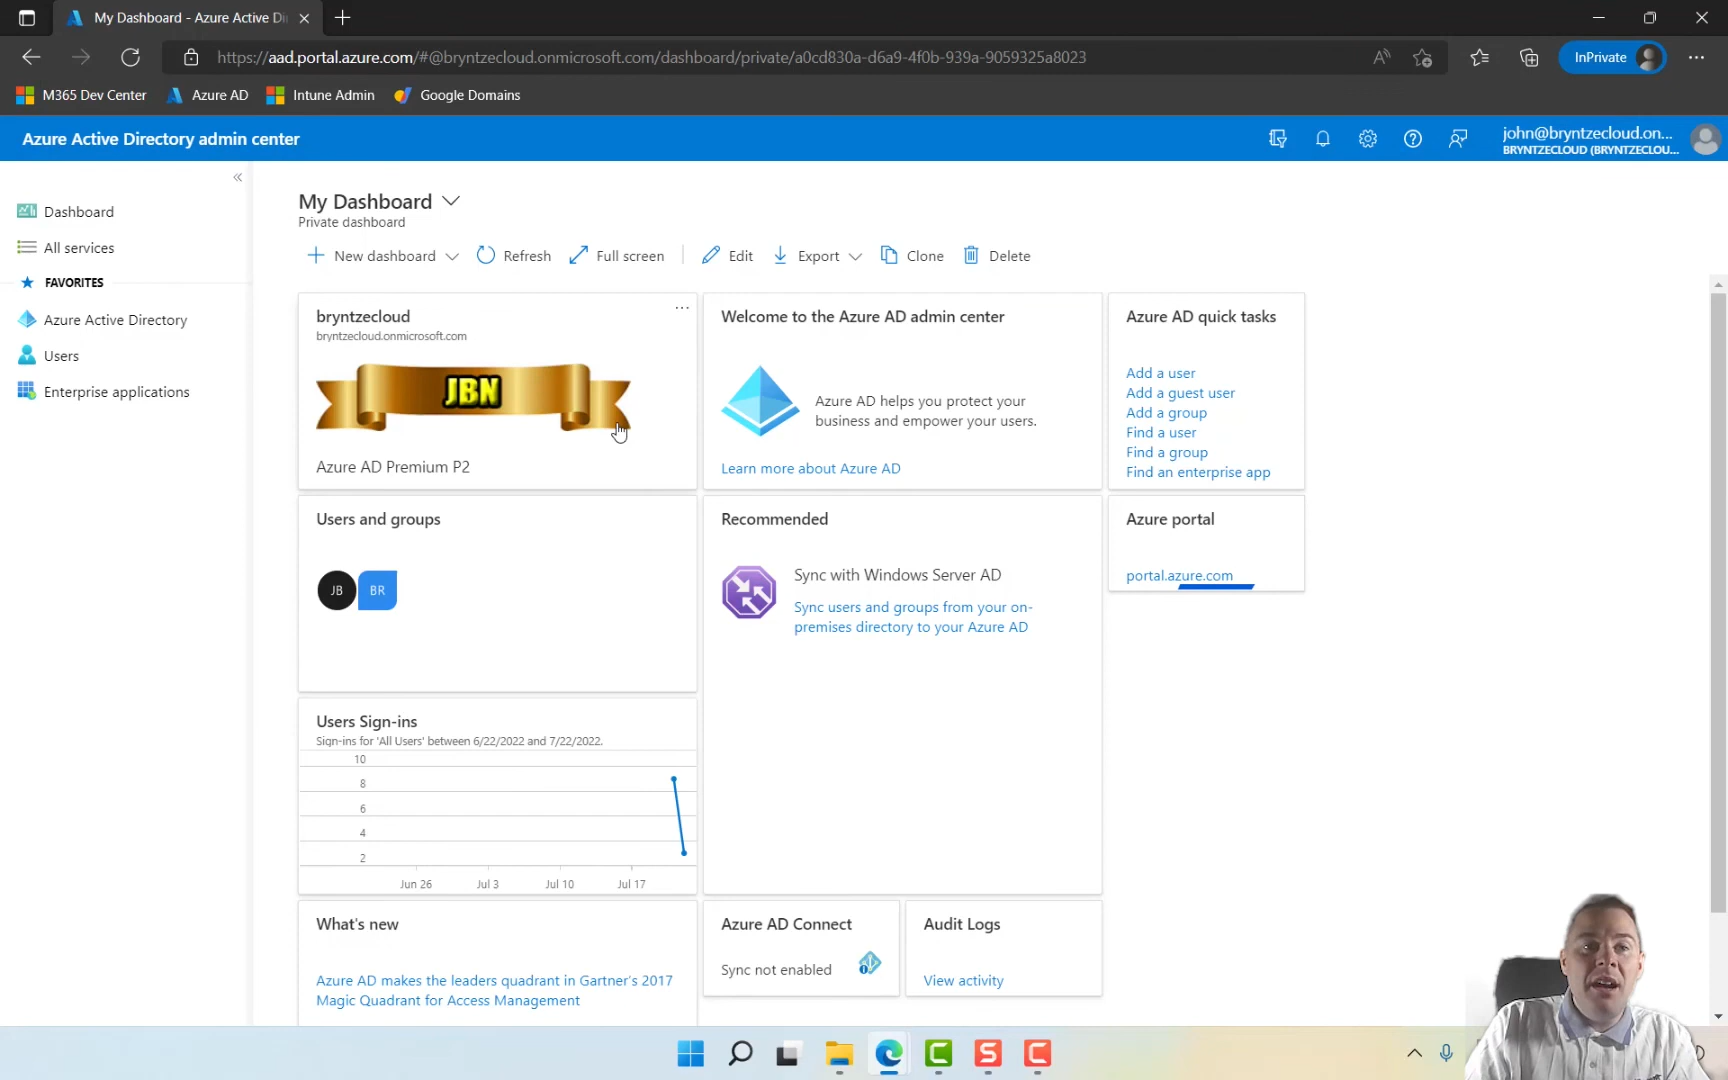 My Dashboard - Azure Active Di
https://aad.portal.azure.com/#@bryntzecloud.onmicrosoft.com/dashboard/private/a0cd830a-d6a9-4f0b-939a-9059325a8023
InPrivate
M365 Dev Center
Azure AD
Intune Admin
Google Domains
Azure Active Directory admin center
john@bryntzecloud.on...
BRYNTZECLOUD (BRYNTZECLOU...
Dashboard
All services
FAVORITES
Azure Active Directory
Users
Enterprise applications
My Dashboard
Private dashboard
New dashboard
Refresh
Full screen
Edit
Export
Clone
Delete
bryntzecloud
bryntzecloud.onmicrosoft.com
JBN
Azure AD Premium P2
Welcome to the Azure AD admin center
Azure AD helps you protect your
business and empower your users.
Learn more about Azure AD
Azure AD quick tasks
Add a user
Add a guest user
Add a group
Find a user
Find a group
Find an enterprise app
Users and groups
JB
BR
Recommended
Sync with Windows Server AD
Sync users and groups from your on-
premises directory to your Azure AD
Azure portal
portal.azure.com
Users Sign-ins
Sign-ins for 'All Users' between 6/22/2022 and 7/22/2022.
10
8
6
4
2
Jun 26
Jul 3
Jul 10
Jul 17
What's new
Azure AD makes the leaders quadrant in Gartner's 2017
Magic Quadrant for Access Management
Azure AD Connect
Sync not enabled
Audit Logs
View activity